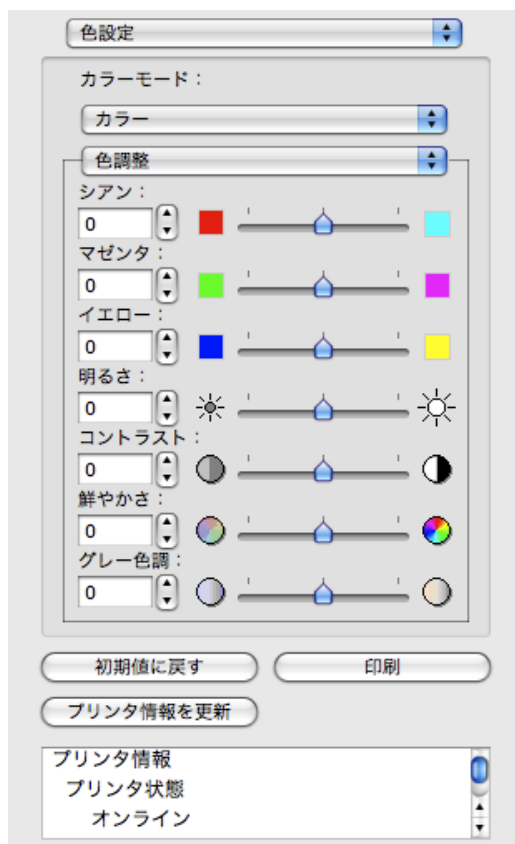 色設定
カラーモード：
カラー
色調整
シアン：
0
マゼンタ：
0
イエロー：
0
明るさ：
0
コントラスト：
0
鮮やかさ：
0
グレー色調：
0
初期値に戻す 印刷
プリンタ情報を更新
プリンタ情報
プリンタ状態
オンライン